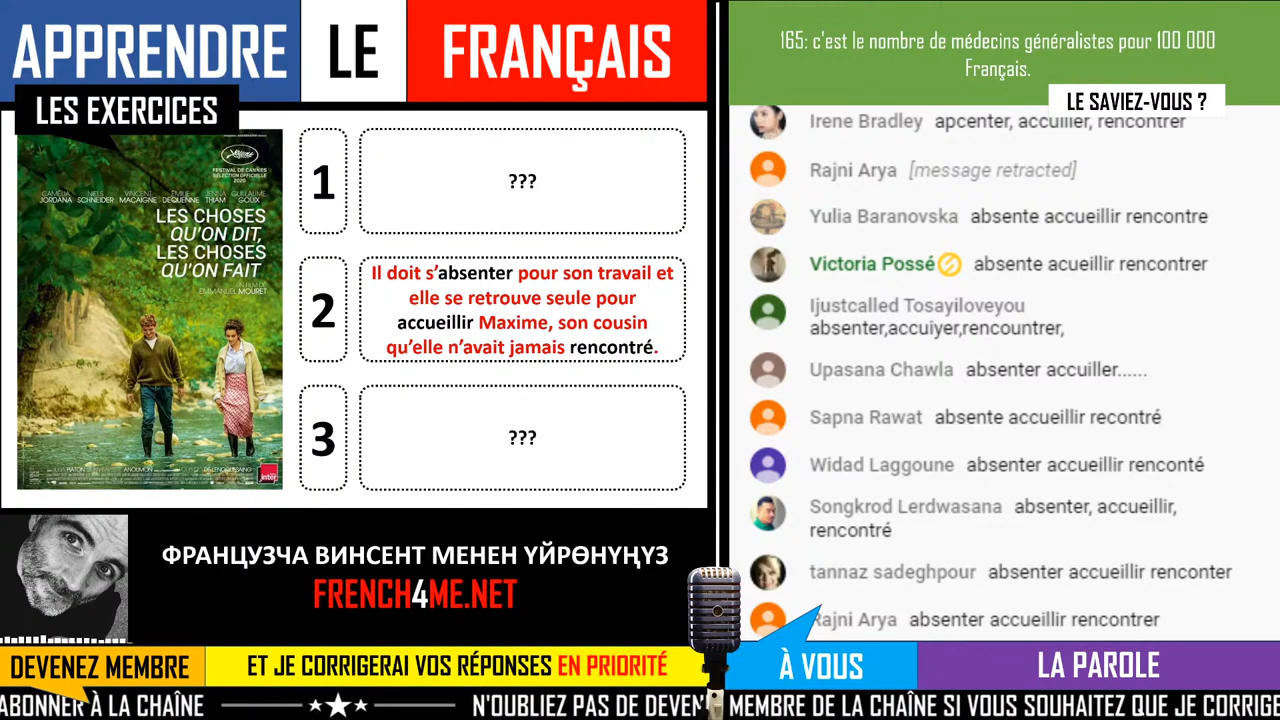 APPRENDRE LE FRANÇAIS
LES EXERCICES
FESTIVAL DE CANNES
SÉLECTION OFFICIELLE
2020
CAMÉLIA JORDANA
NIELS SCHNEIDER
VINCENT MACAIGNE
ÉMILIE DEQUENNE
JENNA THIAM
GUILLAUME GOUIX
LES CHOSES
QU'ON DIT,
LES CHOSES
QU'ON FAIT
UN FILM DE
EMMANUEL MOURET
inter
1
???
2
Il doit s'absenter pour son travail et
elle se retrouve seule pour
accueillir Maxime, son cousin
qu'elle n'avait jamais rencontré.
3
???
ФРАНЦУЗЧА ВИНСЕНТ МЕНЕН ҮЙРӨНҮҢҮЗ
FRENCH4ME.NET
DEVENEZ MEMBRE
ET JE CORRIGERAI VOS RÉPONSES EN PRIORITÉ
165: c'est le nombre de médecins généralistes pour 100 000
Français.
LE SAVIEZ-VOUS ?
Irene Bradley apcenter, accuillier, rencontrer
Rajni Arya [message retracted]
Yulia Baranovska absente accueillir rencontre
Victoria Possé absente acueillir rencontrer
Ijustcalled Tosayiloveyou
absenter,accuiyer,rencountrer,
Upasana Chawla absenter accuiller......
Sapna Rawat absente accueillir recontré
Widad Laggoune absenter accueillir renconté
Songkrod Lerdwasana absenter, accueillir,
rencontré
tannaz sadeghpour absenter accueillir reconter
Rajni Arya absenter accueillir rencontrer
À VOUS
LA PAROLE
ABONNER À LA CHAÎNE N'OUBLIEZ PAS DE DEVEN MEMBRE DE LA CHAÎNE SI VOUS SOUHAITEZ QUE JE CORRIGE